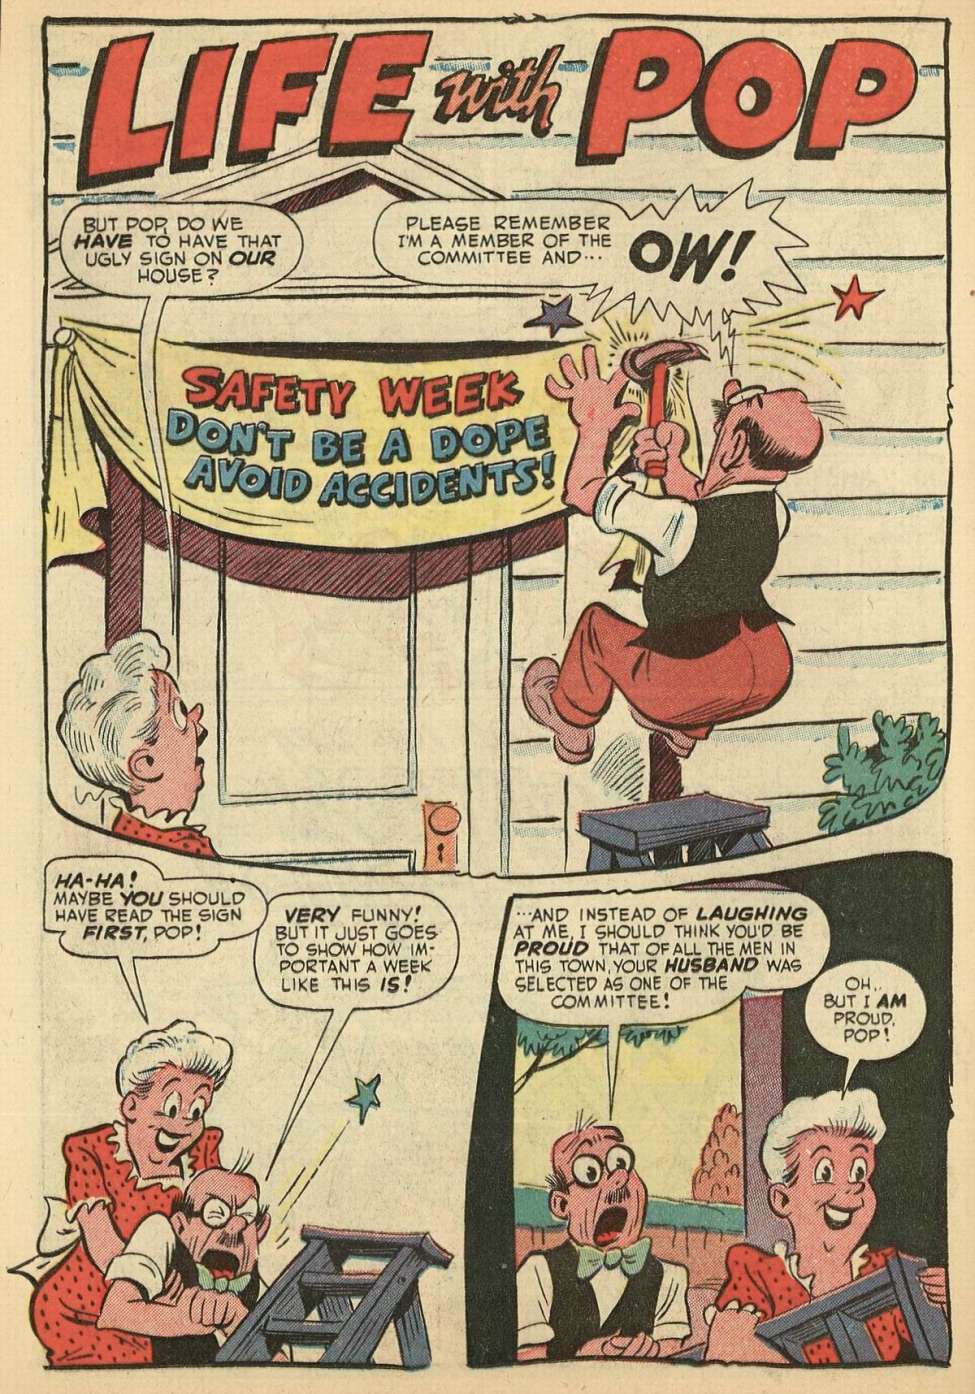 LIFE with POP
BUT POP, DO WE
HAVE TO HAVE THAT
UGLY SIGN ON OUR
HOUSE?
PLEASE REMEMBER
I'M A MEMBER OF THE
COMMITTEE AND...
OW!
SAFETY WEEK
DON'T BE A DOPE
AVOID ACCIDENTS!
HA-HA!
MAYBE YOU SHOULD
HAVE READ THE SIGN
FIRST, POP!
VERY FUNNY!
BUT IT JUST GOES
TO SHOW HOW IM-
PORTANT A WEEK
LIKE THIS IS!
...AND INSTEAD OF LAUGHING
AT ME, I SHOULD THINK YOU'D BE
PROUD THAT OF ALL THE MEN IN
THIS TOWN, YOUR HUSBAND WAS
SELECTED AS ONE OF THE
COMMITTEE!
OH..
BUT I AM
PROUD,
POP!